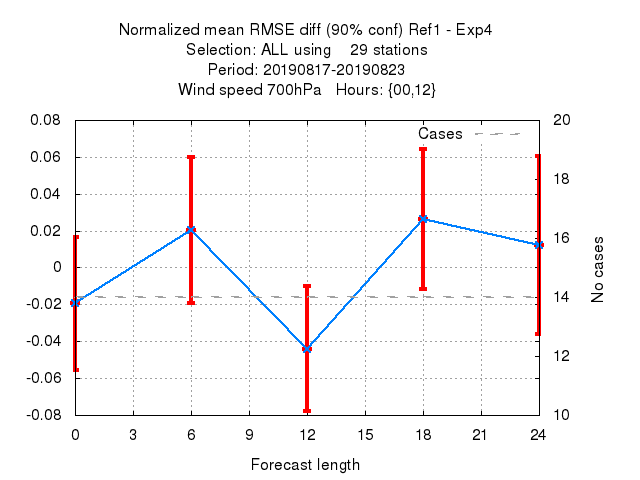 Normalized mean RMSE diff (90% conf) Ref1 - Exp4
Selection: ALL using    29 stations
Period: 20190817-20190823
Wind speed 700hPa   Hours: {00,12}
Cases
0.08
0.06
0.04
0.02
0
-0.02
-0.04
-0.06
-0.08
20
18
16
14
12
10
No cases
0 3 6 9 12 15 18 21 24
Forecast length